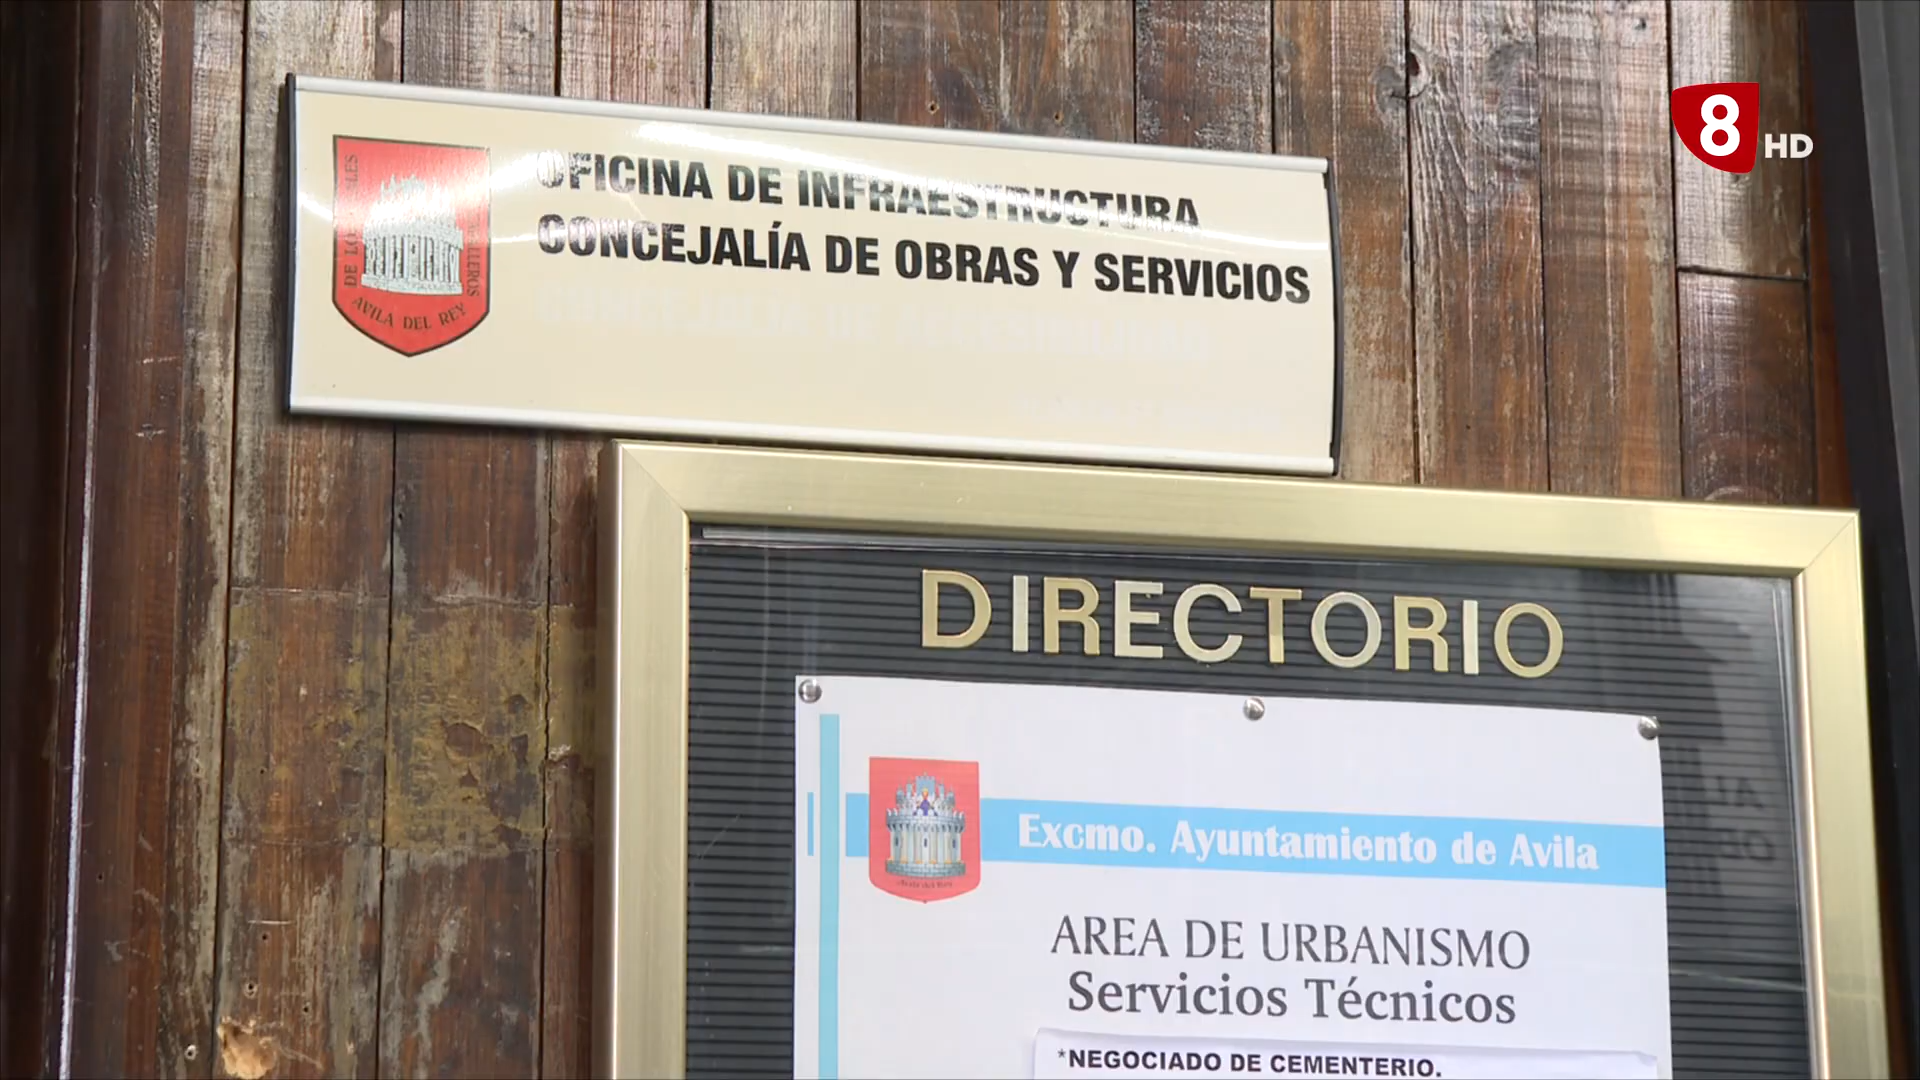 8 HD
OFICINA DE INFRAESTRUCTURA
CONCEJALÍA DE OBRAS Y SERVICIOS
AVILA DEL REY
DIRECTORIO
Excmo. Ayuntamiento de Avila
AREA DE URBANISMO
Servicios Técnicos
*NEGOCIADO DE CEMENTERIO.